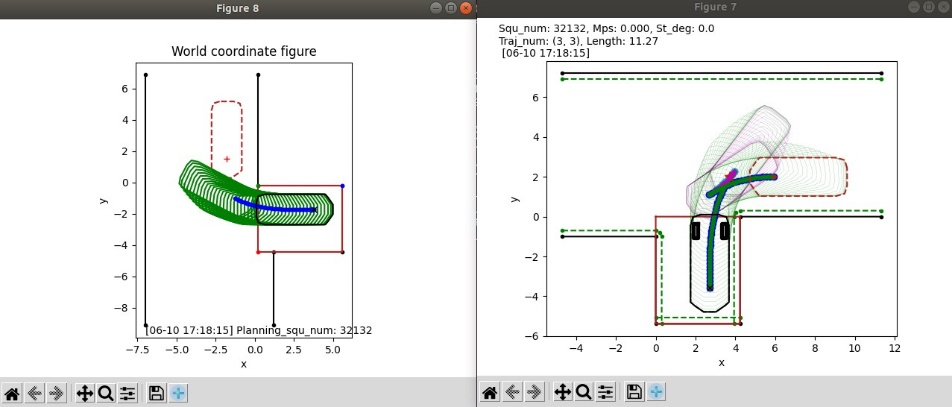 Figure 8
World coordinate figure
y
6
4
2
0
−2
−4
−6
−8
[06-10 17:18:15] Planning_squ_num: 32132
−7.5 −5.0 −2.5 0.0 2.5 5.0
x
Figure 7
Squ_num: 32132, Mps: 0.000, St_deg: 0.0
Traj_num: (3, 3), Length: 11.27
[06-10 17:18:15]
y
6
4
2
0
−2
−4
−6
−4 −2 0 2 4 6 8 10 12
x